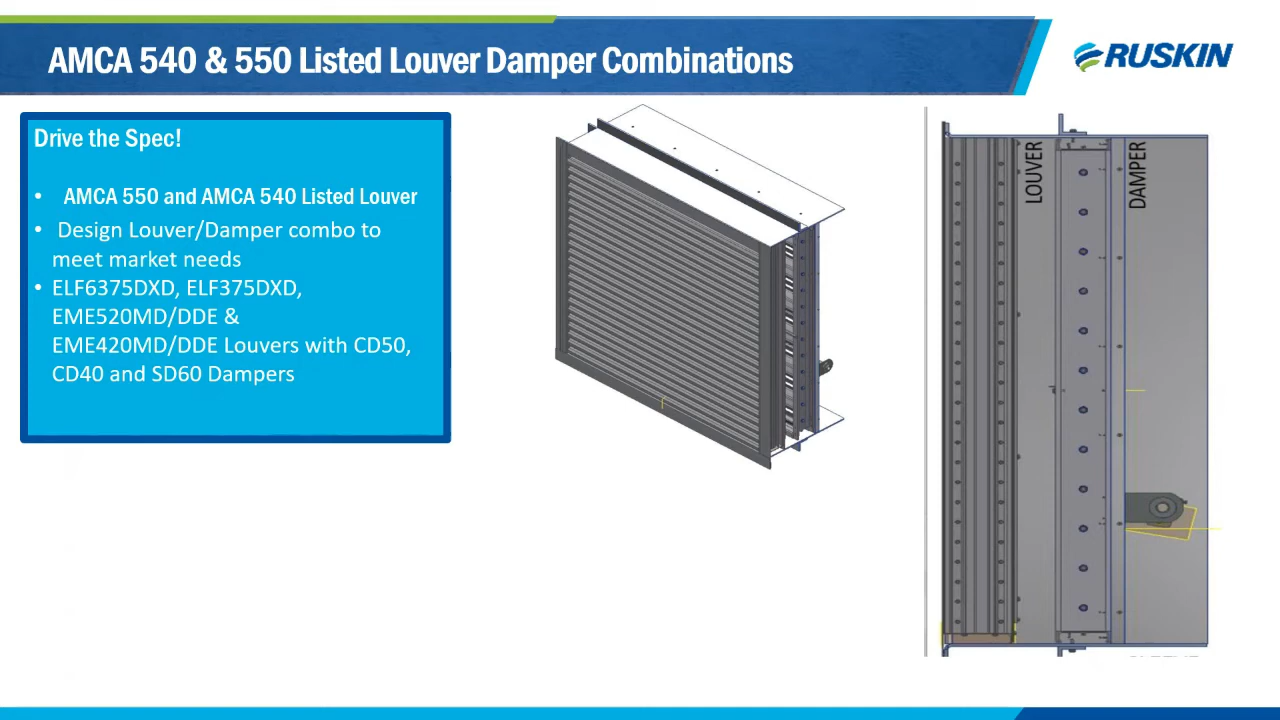 AMCA 540 & 550 Listed Louver Damper Combinations
RUSKIN
Drive the Spec!
• AMCA 550 and AMCA 540 Listed Louver
• Design Louver/Damper combo to
meet market needs
• ELF6375DXD, ELF375DXD,
EME520MD/DDE &
EME420MD/DDE Louvers with CD50,
CD40 and SD60 Dampers
LOUVER
DAMPER